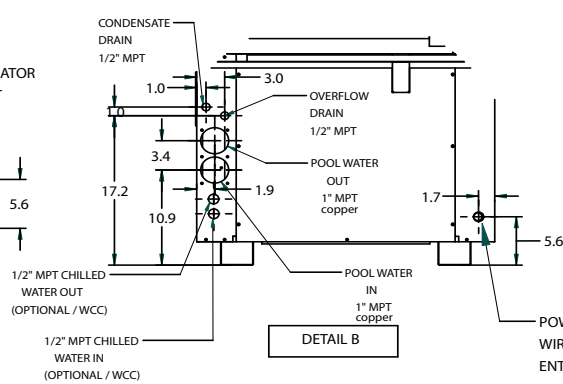 CONDENSATE
DRAIN
1/2" MPT
ATOR
1.0
3.0
OVERFLOW
DRAIN
1/2" MPT
1.0
3.4
POOL WATER
OUT
1" MPT
copper
17.2
1.9
1.7
5.6
10.9
5.6
1/2" MPT CHILLED
WATER OUT
(OPTIONAL / WCC)
POOL WATER
IN
1" MPT
copper
1/2" MPT CHILLED
WATER IN
(OPTIONAL / WCC)
DETAIL B
POW
WIR
ENT